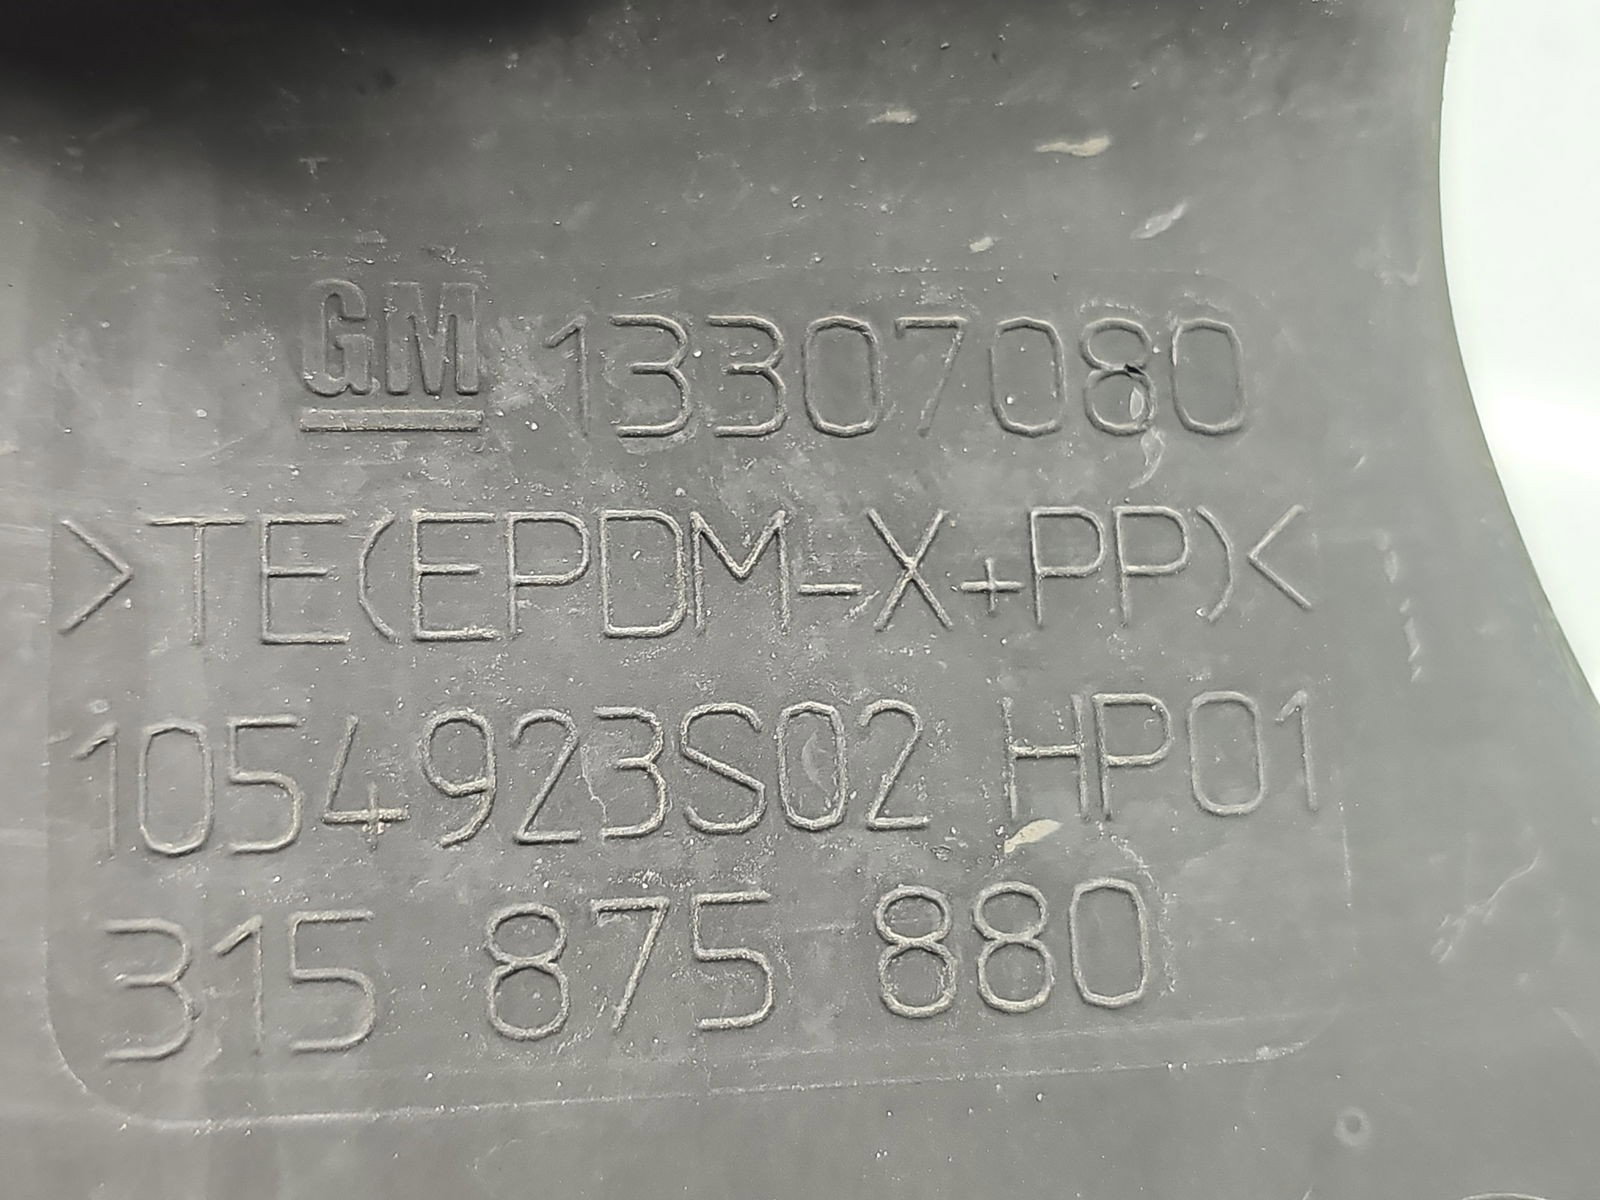 GM 13307080
>TE(EPDM-X+PP)<
1054923S02 HP01
315 875 880